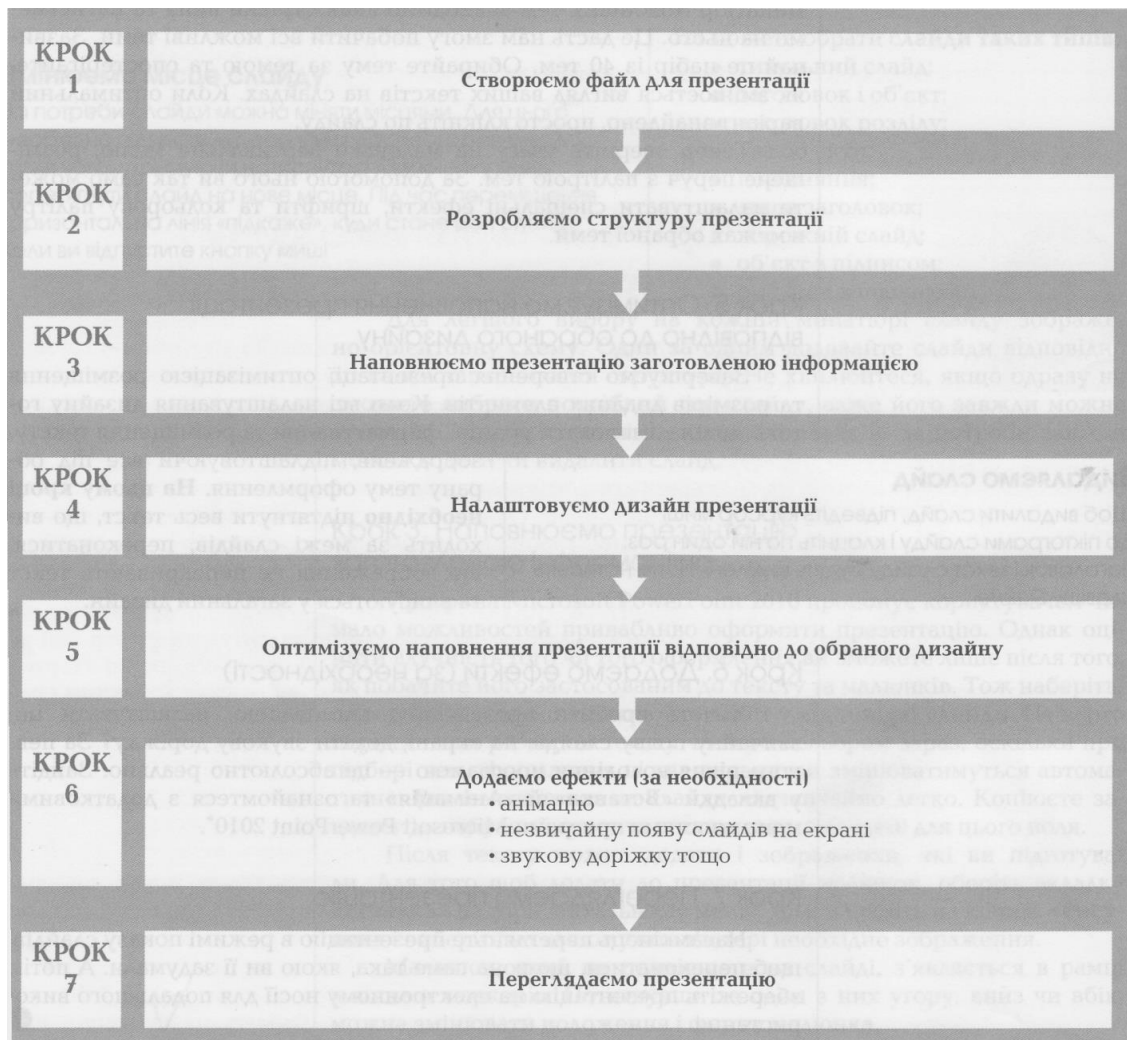 КРОК
1
Створюємо файл для презентації
КРОК
2
Розробляємо структуру презентації
КРОК
3
Наповнюємо презентацію заготовленою інформацією
КРОК
4
Налаштовуємо дизайн презентації
КРОК
5
Оптимізуємо наповнення презентації відповідно до обраного дизайну
КРОК
6
Додаємо ефекти (за необхідності)
• анімацію
• незвичайну появу слайдів на екрані
• звукову доріжку тощо
КРОК
7
Переглядаємо презентацію